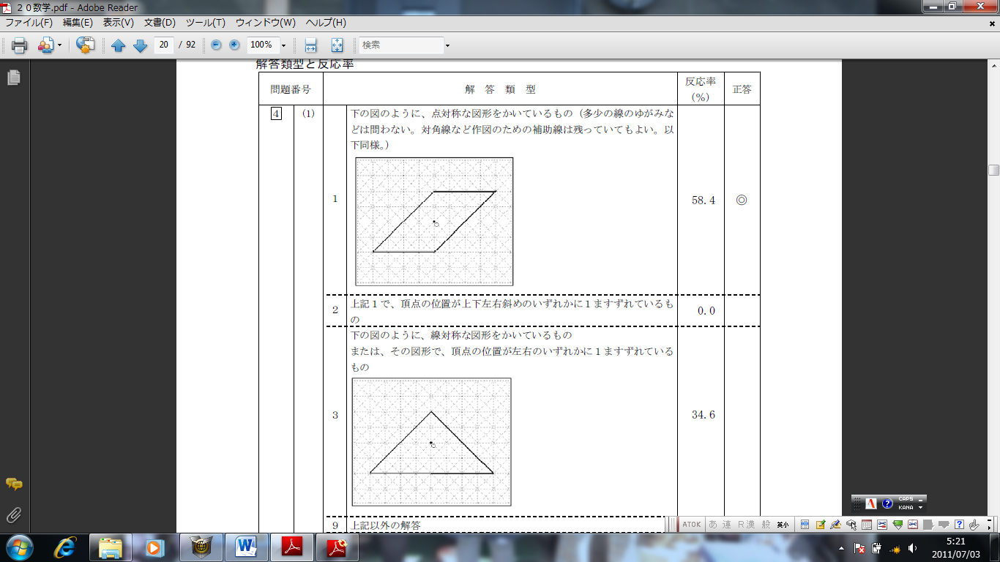 ２０数学.pdf - Adobe Reader
ファイル(F) 編集(E) 表示(V) 文書(D) ツール(T) ウィンドウ(W) ヘルプ(H)
20 / 92 100% 検索
解答類型と反応率
問題番号 解 答 類 型 反応率（％） 正答
4 （1） 1 下の図のように、点対称な図形をかいているもの（多少の線のゆがみな
どは問わない。対角線など作図のための補助線は残っていてもよい。以
下同様。）
58.4 ◎
2 上記１で、頂点の位置が上下左右斜めのいずれかに１ますずれているも
の
0.0
3 下の図のように、線対称な図形をかいているもの
または、その図形で、頂点の位置が左右のいずれかに１ますずれている
もの
34.6
9 上記以外の解答
CAPS
KANA
ATOK あ 連 Ｒ漢 般 英小
5:21
2011/07/03